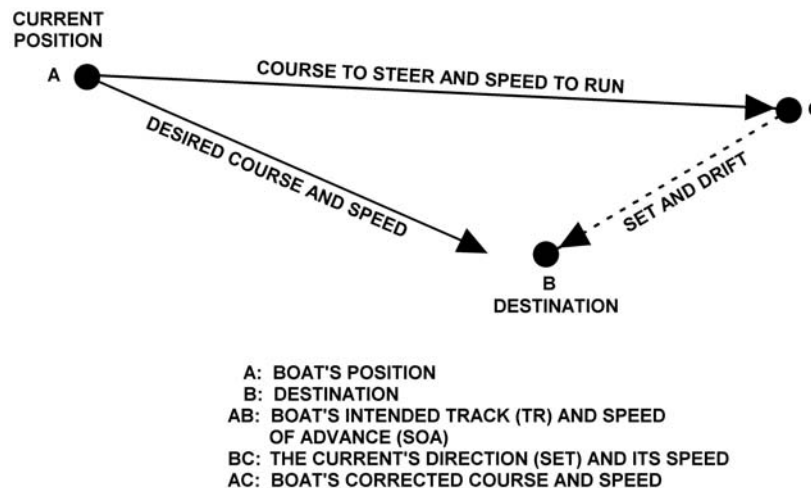 CURRENT
POSITION
A
COURSE TO STEER AND SPEED TO RUN
DESIRED COURSE AND SPEED
SET AND DRIFT
B
DESTINATION
A: BOAT'S POSITION
B: DESTINATION
AB: BOAT'S INTENDED TRACK (TR) AND SPEED
OF ADVANCE (SOA)
BC: THE CURRENT'S DIRECTION (SET) AND ITS SPEED
AC: BOAT'S CORRECTED COURSE AND SPEED